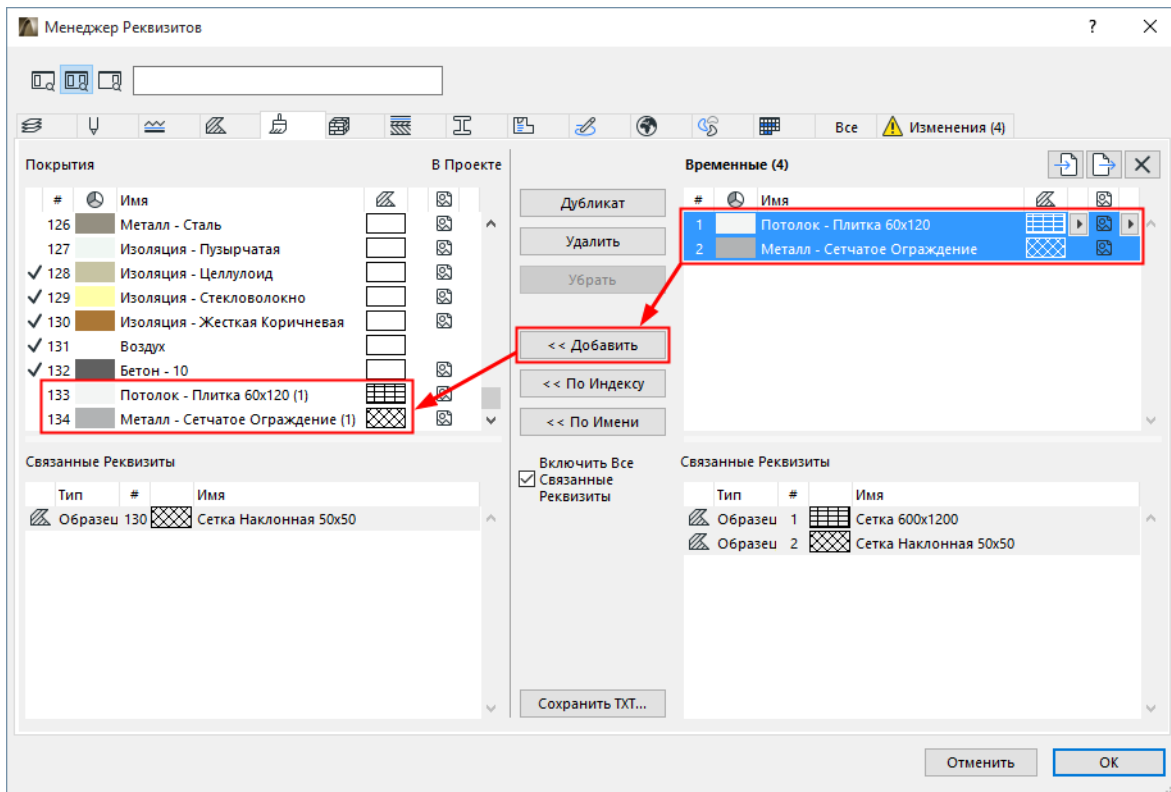 Менеджер Реквизитов
?
Все
Изменения (4)
Покрытия
В Проекте
# Имя
126 Металл - Сталь
127 Изоляция - Пузырчатая
128 Изоляция - Целлулоид
129 Изоляция - Стекловолокно
130 Изоляция - Жесткая Коричневая
131 Воздух
132 Бетон - 10
133 Потолок - Плитка 60x120 (1)
134 Металл - Сетчатое Ограждение (1)
Связанные Реквизиты
Тип # Имя
Образец 130 Сетка Наклонная 50x50
Дубликат
Удалить
Убрать
<< Добавить
<< По Индексу
<< По Имени
Включить Все
Связанные
Реквизиты
Сохранить TXT...
Временные (4)
# Имя
1 Потолок - Плитка 60x120
2 Металл - Сетчатое Ограждение
Связанные Реквизиты
Тип # Имя
Образец 1 Сетка 600x1200
Образец 2 Сетка Наклонная 50x50
Отменить
OK